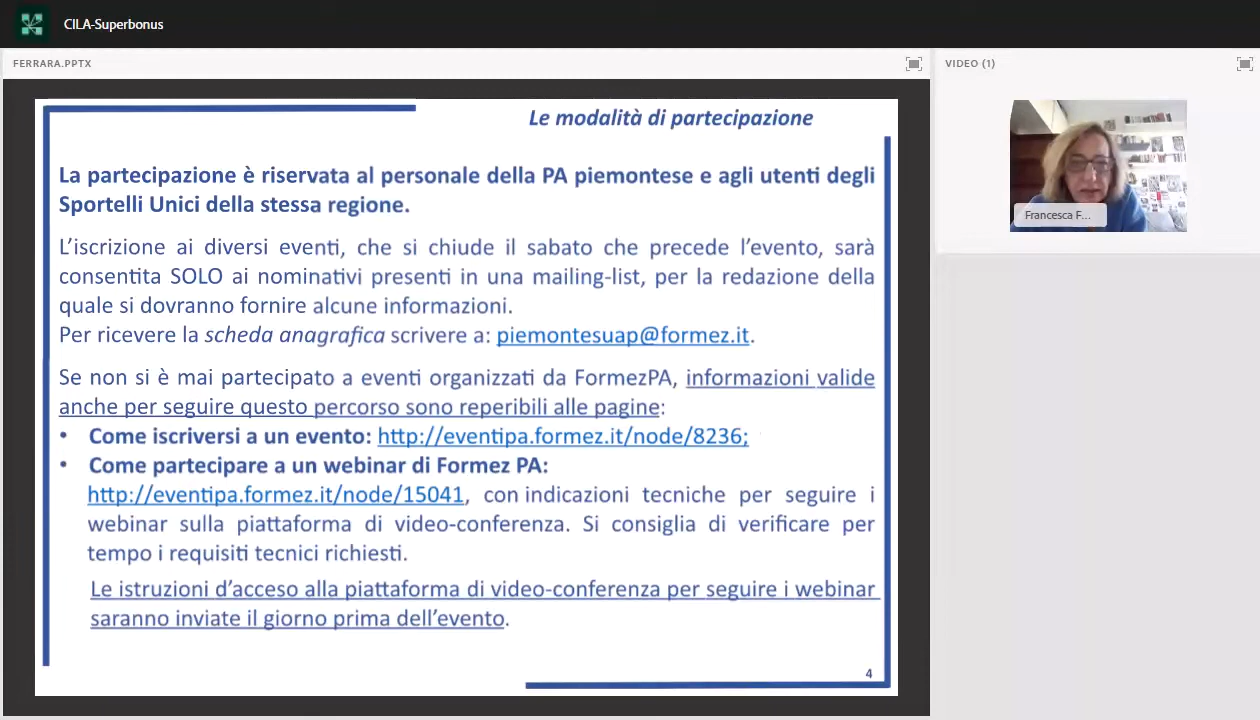 CILA-Superbonus
FERRARA.PPTX
VIDEO (1)
Le modalità di partecipazione
La partecipazione è riservata al personale della PA piemontese e agli utenti degli
Sportelli Unici della stessa regione.
L’iscrizione ai diversi eventi, che si chiude il sabato che precede l’evento, sarà
consentita SOLO ai nominativi presenti in una mailing-list, per la redazione della
quale si dovranno fornire alcune informazioni.
Per ricevere la scheda anagrafica scrivere a: piemontesuap@formez.it.
Se non si è mai partecipato a eventi organizzati da FormezPA, informazioni valide
anche per seguire questo percorso sono reperibili alle pagine:
• Come iscriversi a un evento: http://eventipa.formez.it/node/8236;
• Come partecipare a un webinar di Formez PA:
http://eventipa.formez.it/node/15041, con indicazioni tecniche per seguire i
webinar sulla piattaforma di video-conferenza. Si consiglia di verificare per
tempo i requisiti tecnici richiesti.
Le istruzioni d’acceso alla piattaforma di video-conferenza per seguire i webinar
saranno inviate il giorno prima dell’evento.
4
Francesca F...